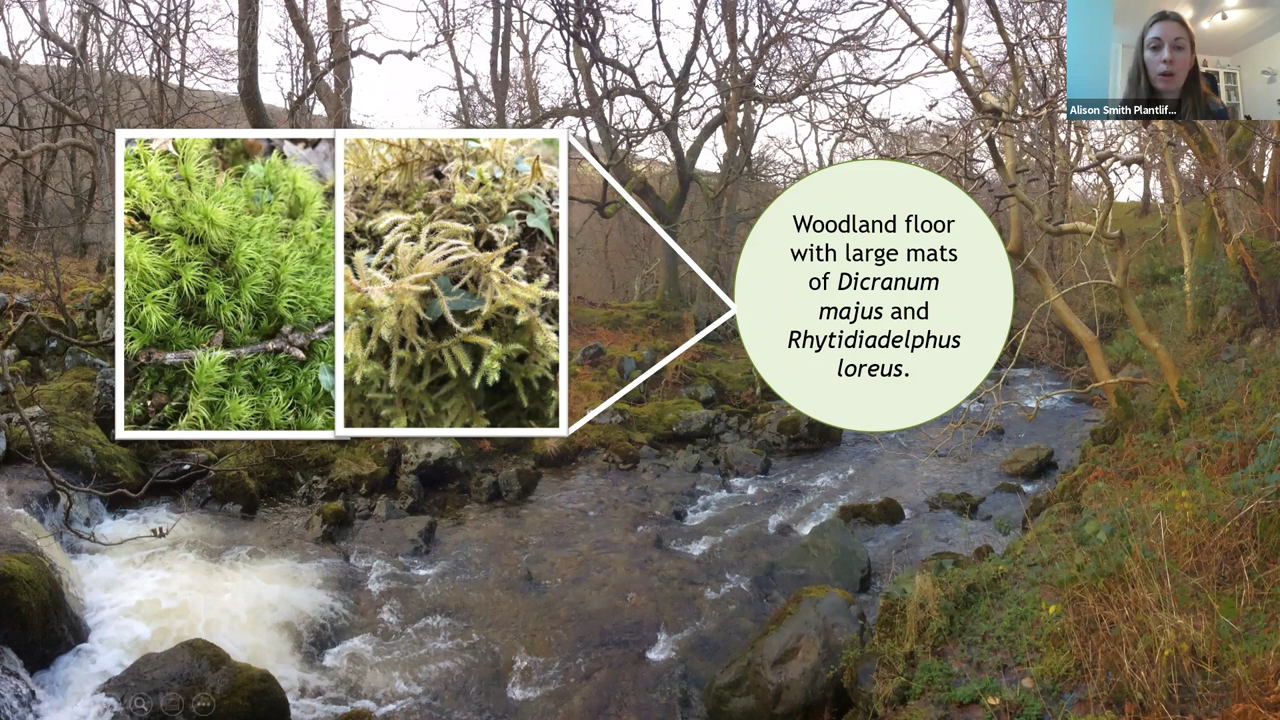 Alison Smith Plantlif...
Woodland floor
with large mats
of Dicranum
majus and
Rhytidiadelphus
loreus.